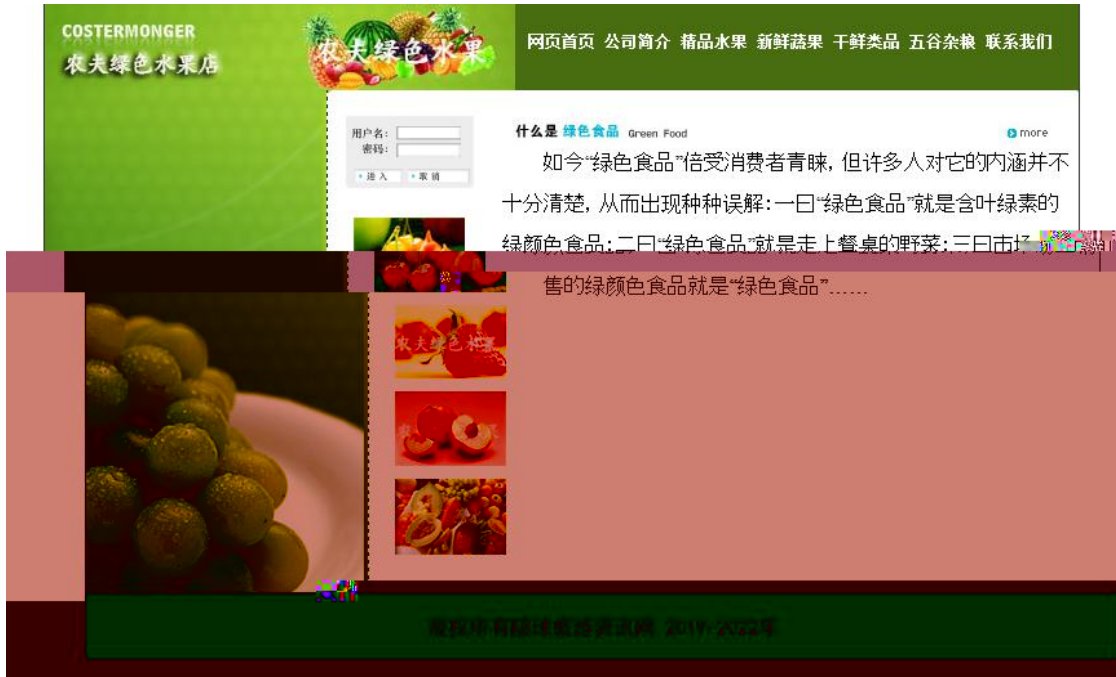 COSTERMONGER
农夫绿色水果店
农夫绿色水果
网页首页 公司简介 精品水果 新鲜蔬果 干鲜类品 五谷杂粮 联系我们
用户名：
密码：
进入 取消
什么是 绿色食品 Green Food
more
如今“绿色食品”倍受消费者青睐，但许多人对它的内涵并不
十分清楚，从而出现种种误解：一曰“绿色食品”就是含叶绿素的
绿颜色食品；二曰“绿色食品”就是走上餐桌的野菜；三曰市场
售的绿颜色食品就是“绿色食品”……
农夫绿色水果
2019-2022年